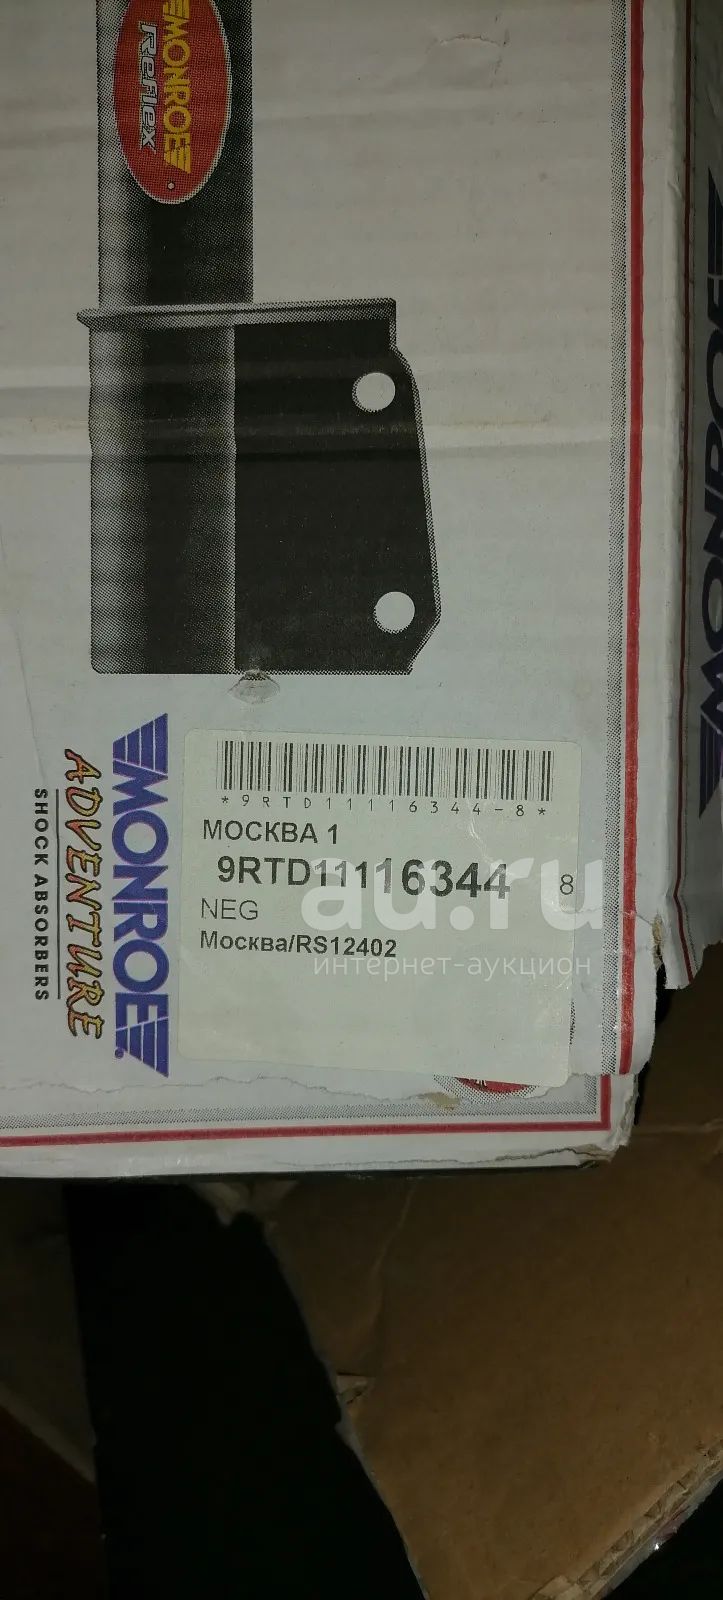 MONROE
Reflex
MONROE
MONROE
ADVENTURE
SHOCK ABSORBERS
*9RTD11116344-8*
МОСКВА 1
9RTD11116344 8
NEG
Москва/RS12402
au.ru
интернет-аукцион